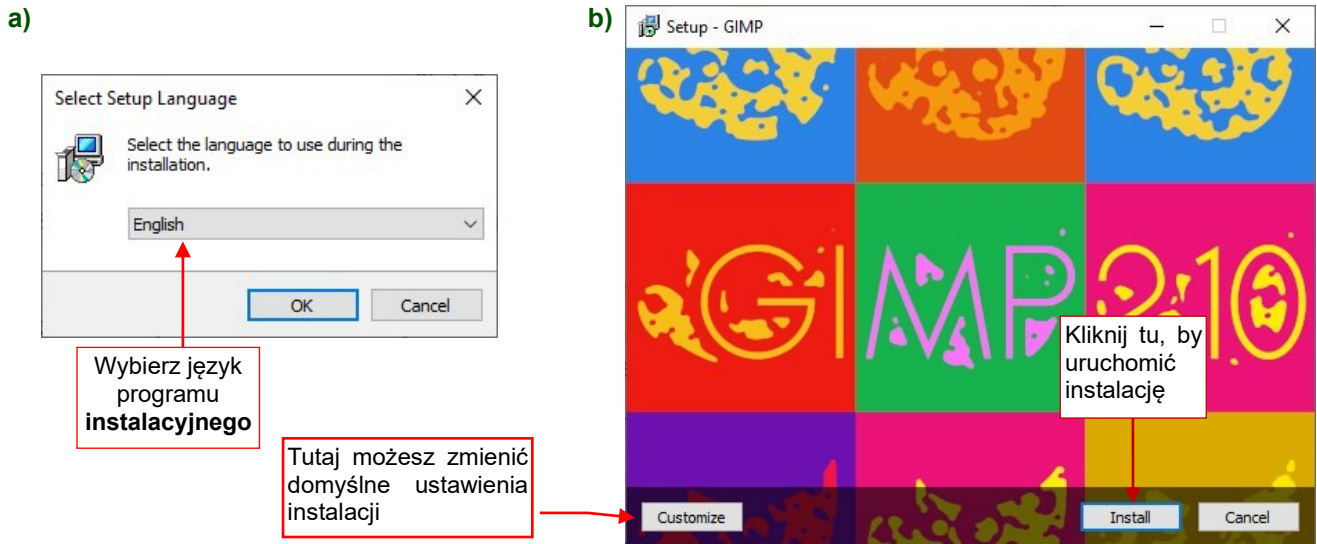 a)
Select Setup Language
Select the language to use during the
installation.
English
OK Cancel
Wybierz język
programu
instalacyjnego
Tutaj możesz zmienić
domyślne ustawienia
instalacji
b)
Setup - GIMP
GIMP 2.10
Kliknij tu, by
uruchomić
instalację
Customize Install Cancel